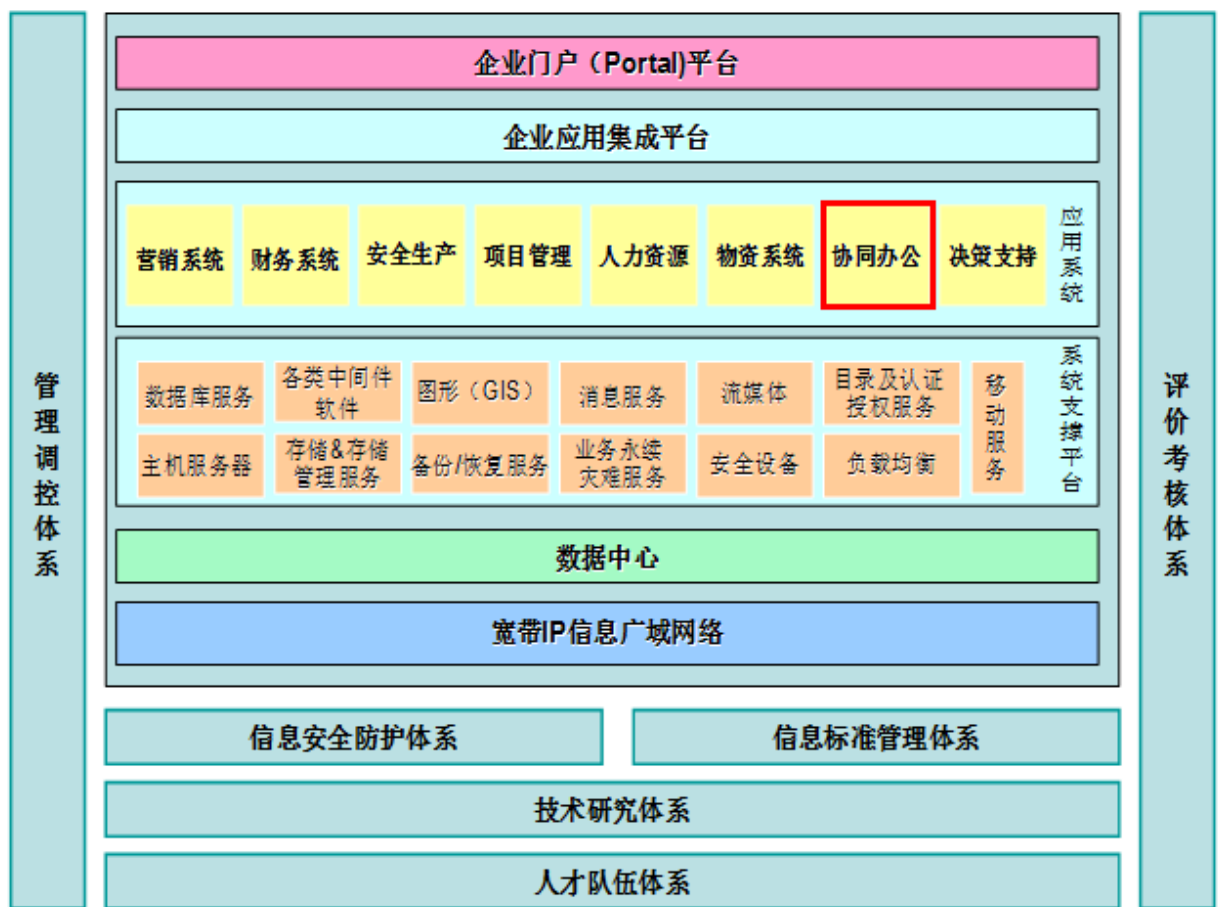 企业门户（Portal)平台
企业应用集成平台
营销系统
财务系统
安全生产
项目管理
人力资源
物资系统
协同办公
决策支持
应用系统
数据库服务
各类中间件
软件
图形（GIS）
消息服务
流媒体
目录及认证
授权服务
移动服务
主机服务器
存储&存储
管理服务
备份/恢复服务
业务永续
灾难服务
安全设备
负载均衡
系统支撑平台
数据中心
宽带IP信息广域网络
管理调控体系
评价考核体系
信息安全防护体系
信息标准管理体系
技术研究体系
人才队伍体系